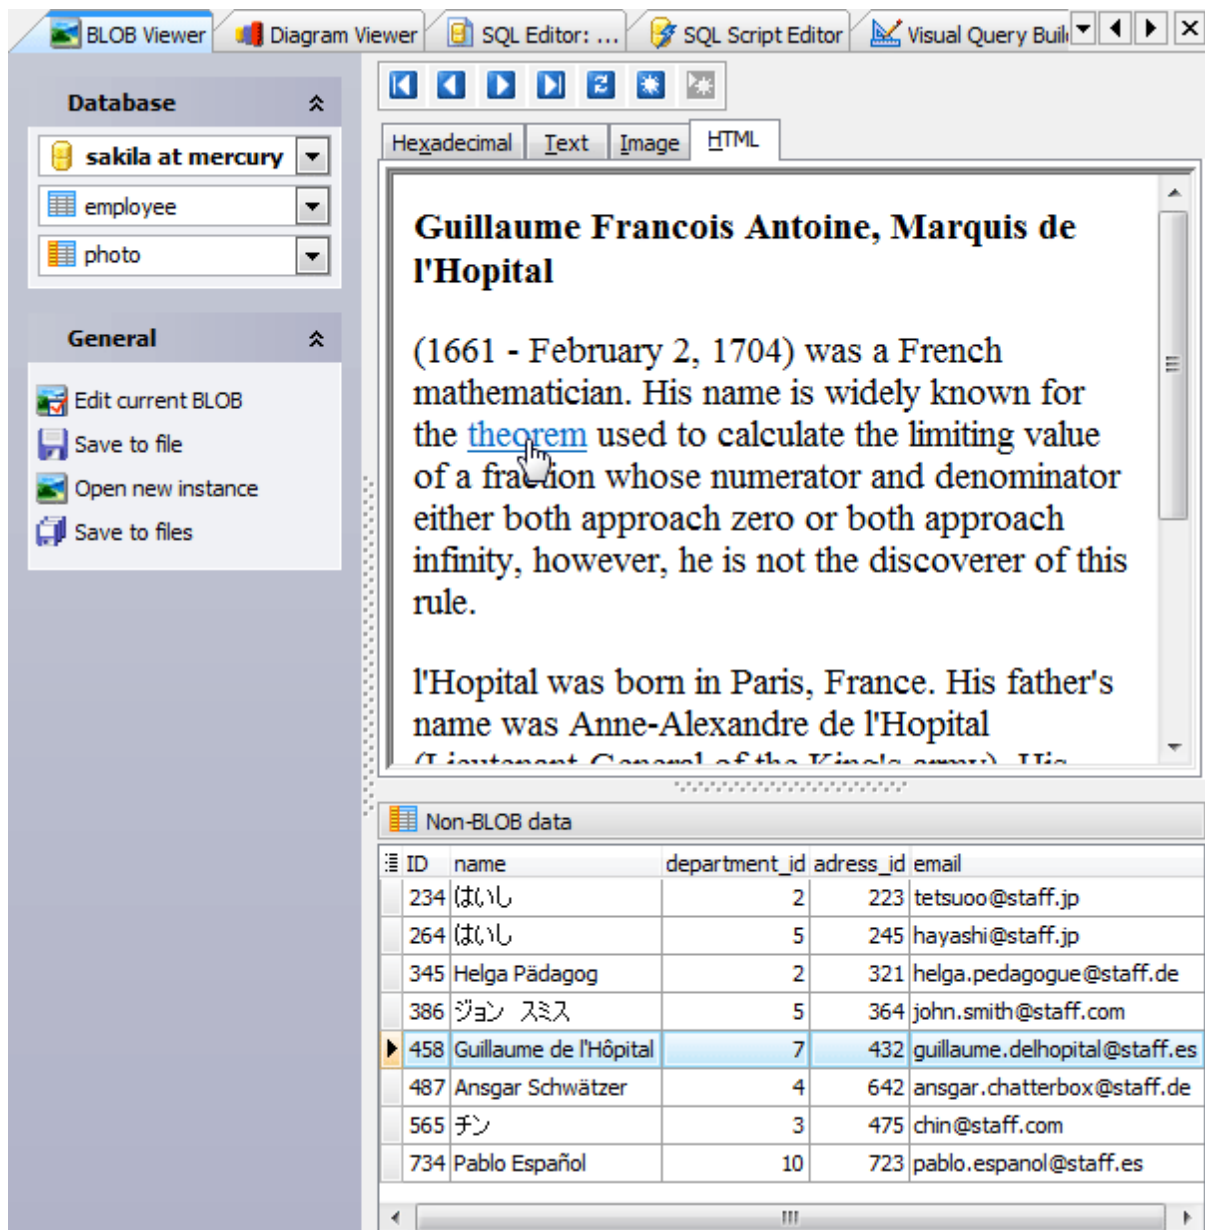 BLOB Viewer Diagram Viewer SQL Editor: ... SQL Script Editor Visual Query Buil
Database
sakila at mercury
employee
photo
General
Edit current BLOB
Save to file
Open new instance
Save to files
Hexadecimal Text Image HTML
Guillaume Francois Antoine, Marquis de
l'Hopital
(1661 - February 2, 1704) was a French
mathematician. His name is widely known for
the theorem used to calculate the limiting value
of a fraction whose numerator and denominator
either both approach zero or both approach
infinity, however, he is not the discoverer of this
rule.
l'Hopital was born in Paris, France. His father's
name was Anne-Alexandre de l'Hopital
(Lieutenant General of the King's army). His
Non-BLOB data
ID name department_id adress_id email
234 はいし 2 223 tetsuoo@staff.jp
264 はいし 5 245 hayashi@staff.jp
345 Helga Pädagog 2 321 helga.pedagogue@staff.de
386 ジョン スミス 5 364 john.smith@staff.com
458 Guillaume de l'Hôpital 7 432 guillaume.delhopital@staff.es
487 Ansgar Schwätzer 4 642 ansgar.chatterbox@staff.de
565 チン 3 475 chin@staff.com
734 Pablo Español 10 723 pablo.espanol@staff.es